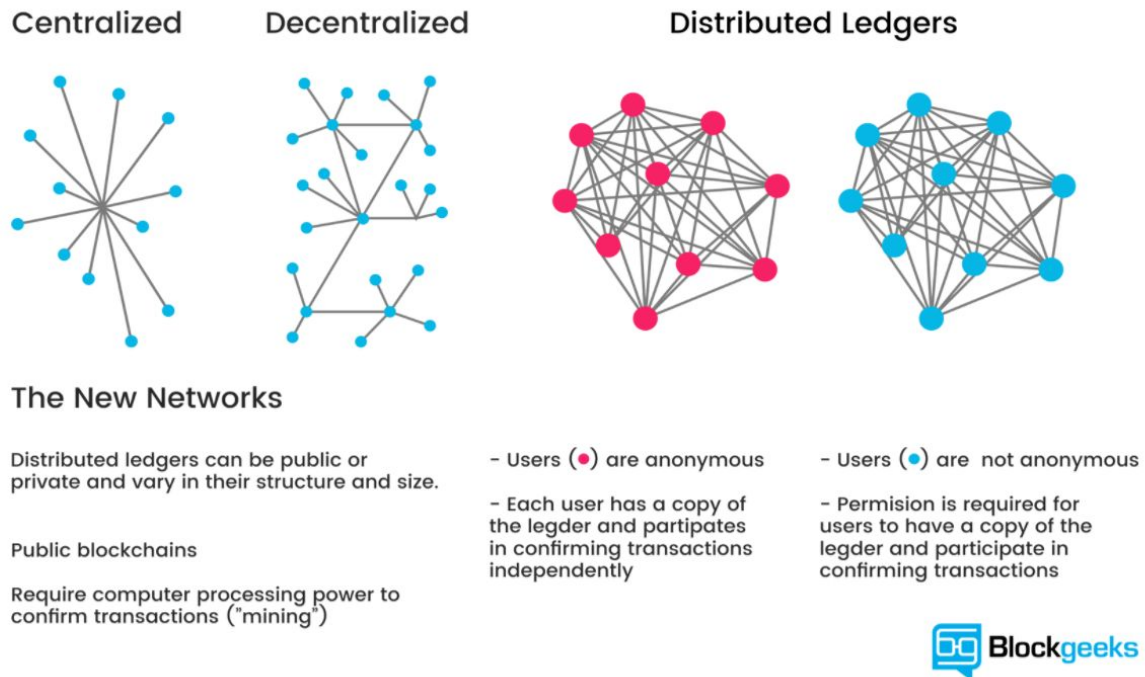 Centralized
Decentralized
Distributed Ledgers
The New Networks
Distributed ledgers can be public or
private and vary in their structure and size.
Public blockchains
Require computer processing power to
confirm transactions ("mining")
- Users (●) are anonymous
- Each user has a copy of
the legder and partipates
in confirming transactions
independently
- Users (●) are not anonymous
- Permision is required for
users to have a copy of the
legder and participate in
confirming transactions
Blockgeeks